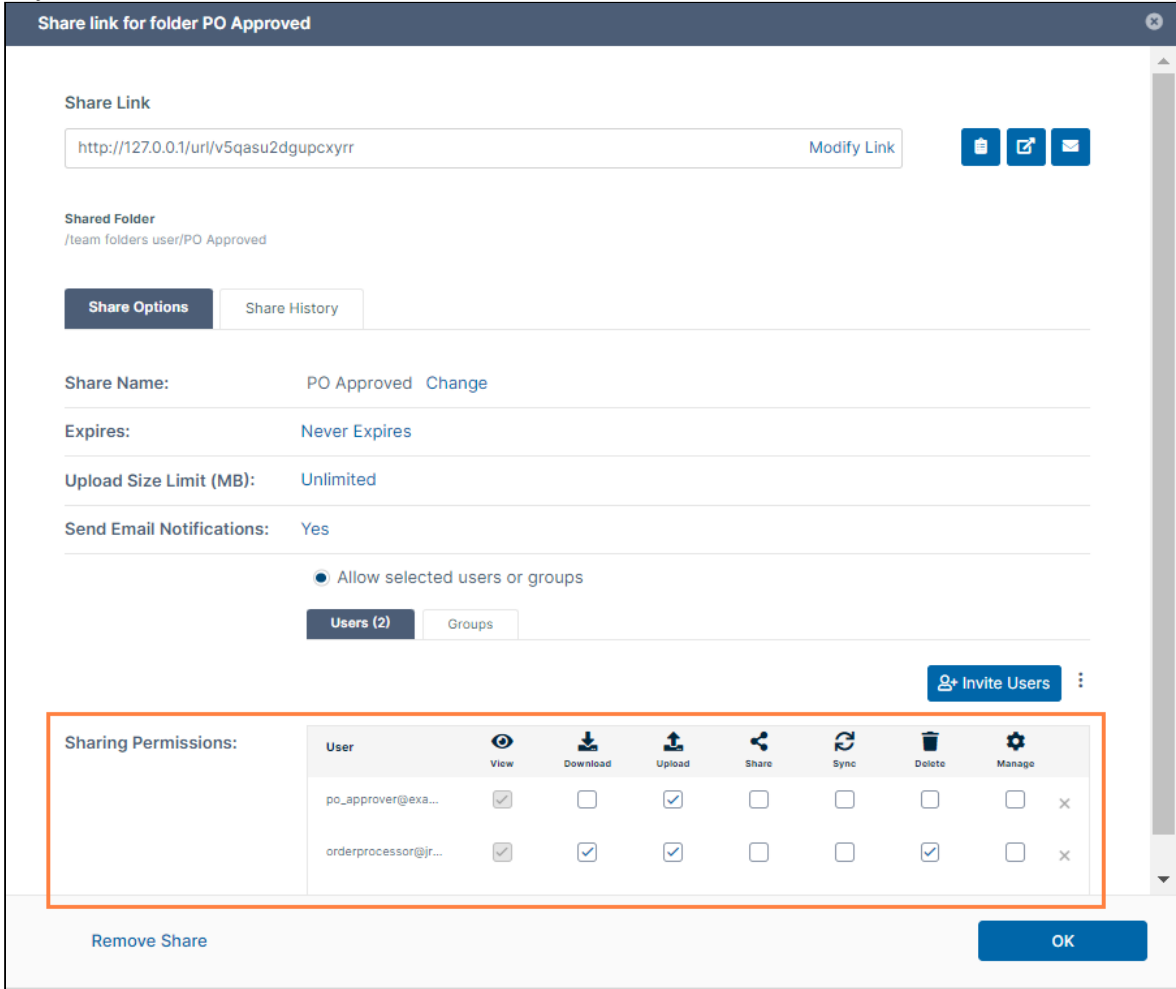 Share link for folder PO Approved
Share Link
http://127.0.0.1/url/v5qasu2dgupcxyrr Modify Link
Shared Folder
/team folders user/PO Approved
Share Options Share History
Share Name: PO Approved Change
Expires: Never Expires
Upload Size Limit (MB): Unlimited
Send Email Notifications: Yes
Allow selected users or groups
Users (2) Groups
Invite Users
Sharing Permissions: User View Download Upload Share Sync Delete Manage
po_approver@exa...
orderprocessor@jr...
Remove Share OK